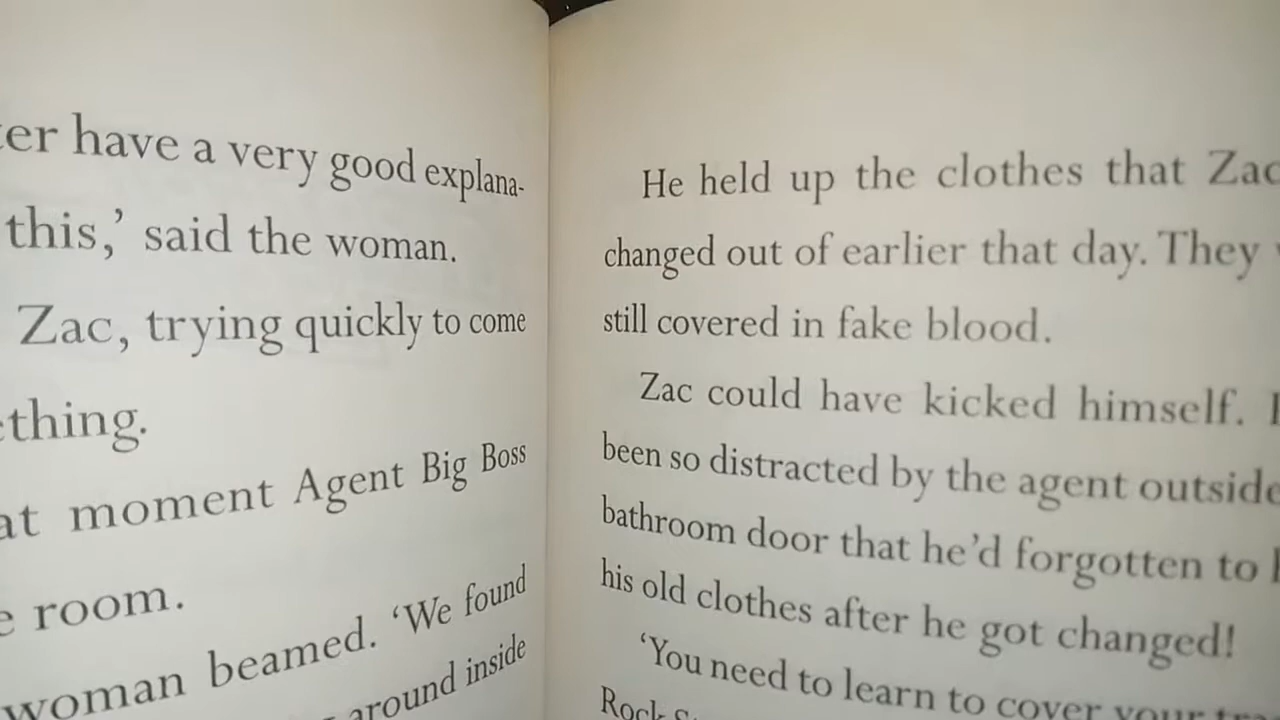 have a very good explana-
this,’ said the woman.
Zac, trying quickly to come
moment Agent Big Boss
room.
woman beamed. ‘We found
around inside
He held up the clothes that Zac
changed out of earlier that day. They
still covered in fake blood.
Zac could have kicked himself.
been so distracted by the agent outside
bathroom door that he’d forgotten to
his old clothes after he got changed!
‘You need to learn to cover your
Rock